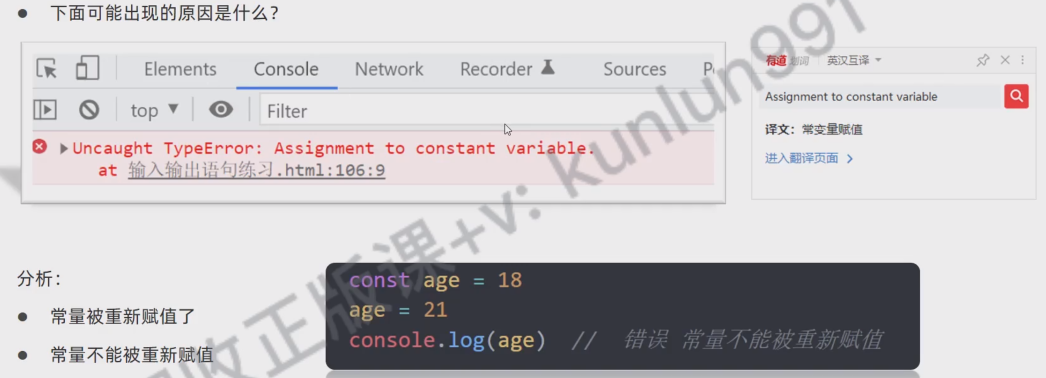 ● 下面可能出现的原因是什么？
Elements Console Network Recorder Sources
top ▼ Filter
Uncaught TypeError: Assignment to constant variable.
at 输入输出语句练习.html:106:9
有道 划词 英汉互译
Assignment to constant variable
译文：常变量赋值
进入翻译页面 >
分析：
● 常量被重新赋值了
● 常量不能被重新赋值
const age = 18
age = 21
console.log(age) // 错误 常量不能被重新赋值
收正版课+v: kunlun991